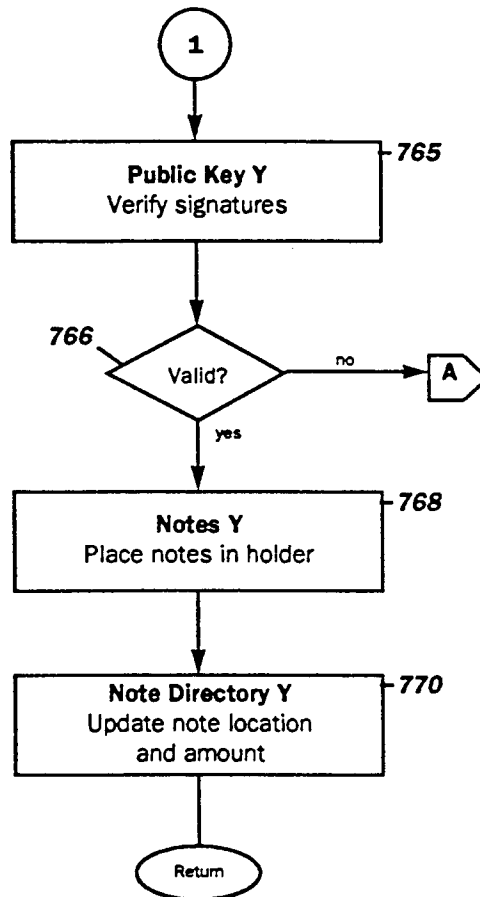 1
Public Key Y
765
Verify signatures
766
Valid?
no
A
yes
Notes Y
768
Place notes in holder
Note Directory Y
770
Update note location
and amount
Return